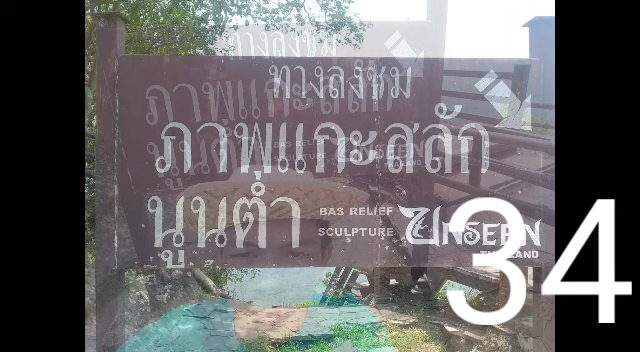 ทางลงชม
ภาพแกะสลัก
นูนต่ำ
BAS RELIEF
SCULPTURE
UNSEEN
THAILAND
34